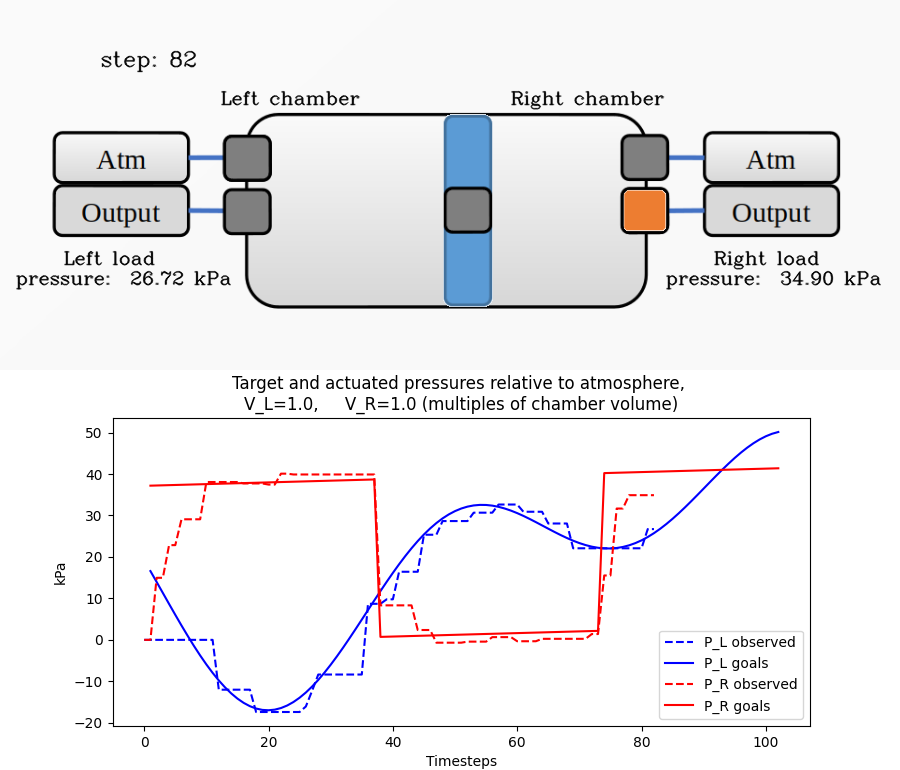 step: 82
Left chamber
Right chamber
Atm
Atm
Output
Output
Left load
pressure: 26.72 kPa
Right load
pressure: 34.90 kPa
Target and actuated pressures relative to atmosphere,
V_L=1.0, V_R=1.0 (multiples of chamber volume)
50
40
30
20
10
0
−10
−20
kPa
P_L observed
P_L goals
P_R observed
P_R goals
0 20 40 60 80 100
Timesteps